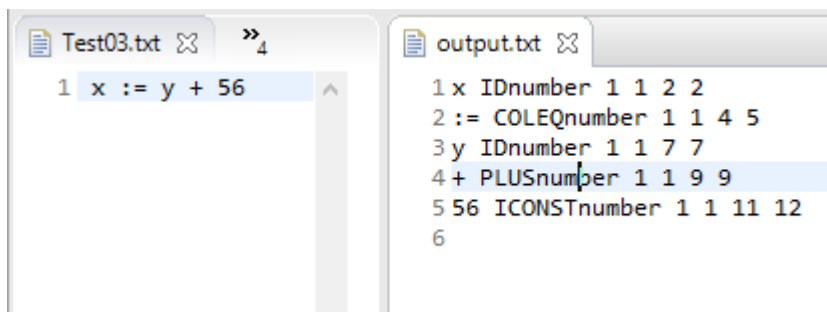 Test03.txt
»4
output.txt
1 x := y + 56
1 x IDnumber 1 1 2 2
2 := COLEQnumber 1 1 4 5
3 y IDnumber 1 1 7 7
4 + PLUSnumber 1 1 9 9
5 56 ICONSTnumber 1 1 11 12
6